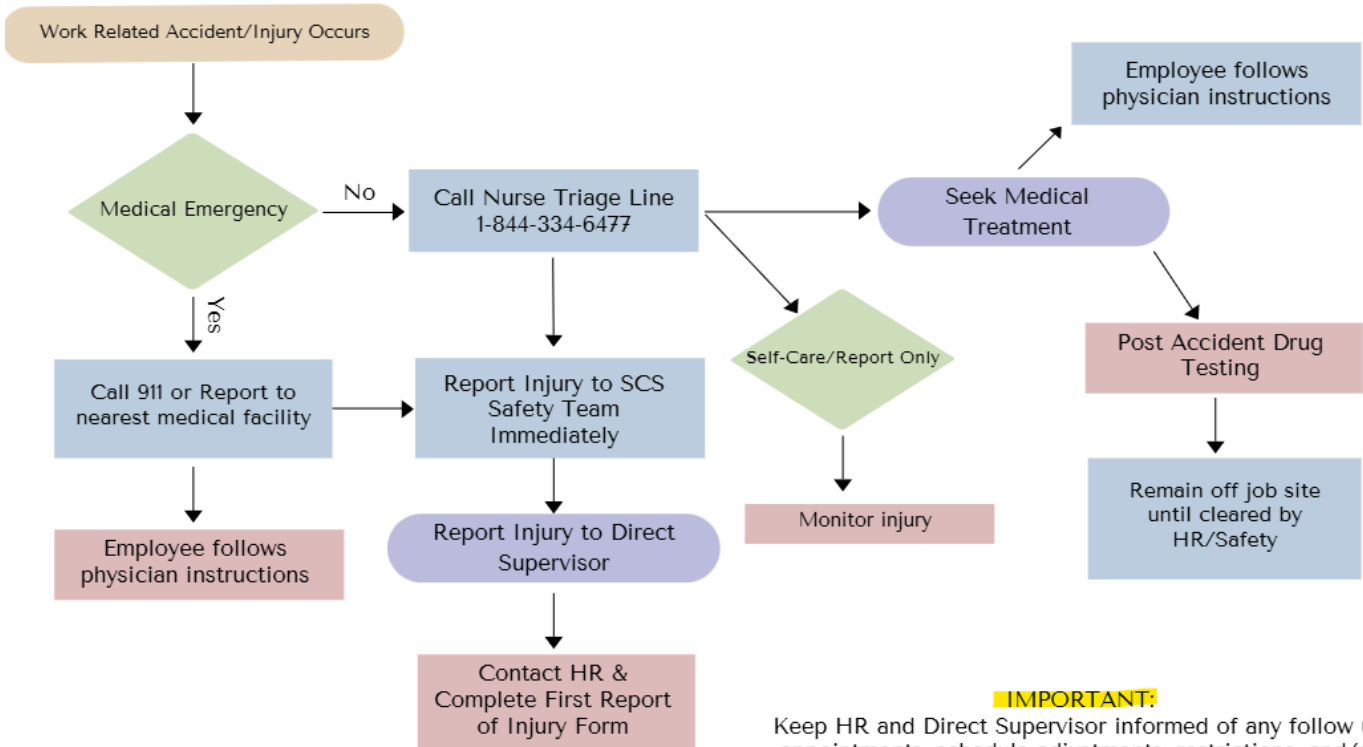 Work Related Accident/Injury Occurs
Employee follows
physician instructions
Medical Emergency
No
Call Nurse Triage Line
1-844-334-6477
Seek Medical
Treatment
Yes
Self-Care/Report Only
Post Accident Drug
Testing
Call 911 or Report to
nearest medical facility
Report Injury to SCS
Safety Team
Immediately
Monitor injury
Remain off job site
until cleared by
HR/Safety
Employee follows
physician instructions
Report Injury to Direct
Supervisor
Contact HR &
Complete First Report
of Injury Form
IMPORTANT:
Keep HR and Direct Supervisor informed of any follow
appointments, schedule adjustments, restrictions,